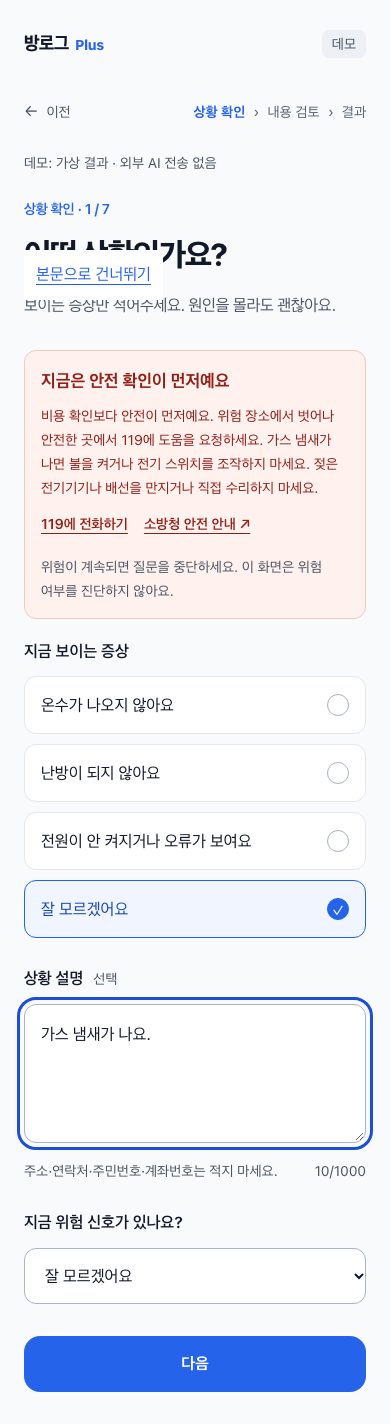 방로그 Plus
데모
← 이전
상황 확인 › 내용 검토 › 결과
데모: 가상 결과 · 외부 AI 전송 없음
상황 확인 · 1 / 7
가요?
본문으로 건너뛰기
보이는 증상만 적어주세요. 원인을 몰라도 괜찮아요.
지금은 안전 확인이 먼저예요
비용 확인보다 안전이 먼저예요. 위험 장소에서 벗어나
안전한 곳에서 119에 도움을 요청하세요. 가스 냄새가
나면 불을 켜거나 전기 스위치를 조작하지 마세요. 젖은
전기기기나 배선을 만지거나 직접 수리하지 마세요.
119에 전화하기 소방청 안전 안내 ↗
위험이 계속되면 질문을 중단하세요. 이 화면은 위험
여부를 진단하지 않아요.
지금 보이는 증상
온수가 나오지 않아요
난방이 되지 않아요
전원이 안 켜지거나 오류가 보여요
잘 모르겠어요
상황 설명 선택
가스 냄새가 나요.
주소·연락처·주민번호·계좌번호는 적지 마세요.
10/1000
지금 위험 신호가 있나요?
잘 모르겠어요
다음